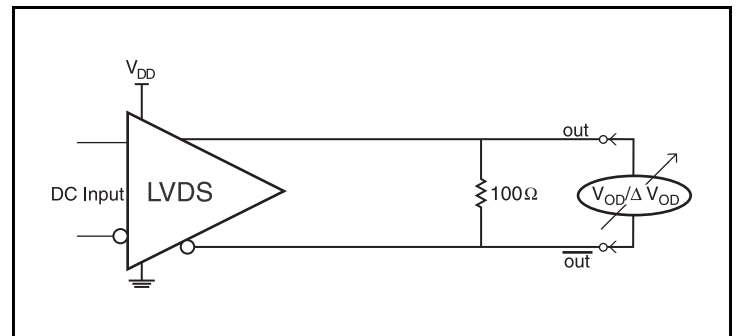 VDD
out
DC Input LVDS
100Ω
VOD/Δ VOD
out